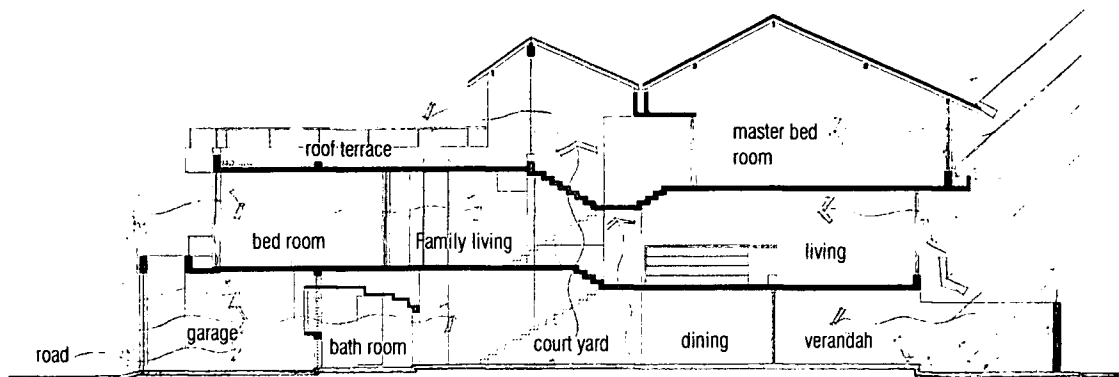 roof terrace
master bed
room
bed room
Family living
living
road
garage
bath room
court yard
dining
verandah